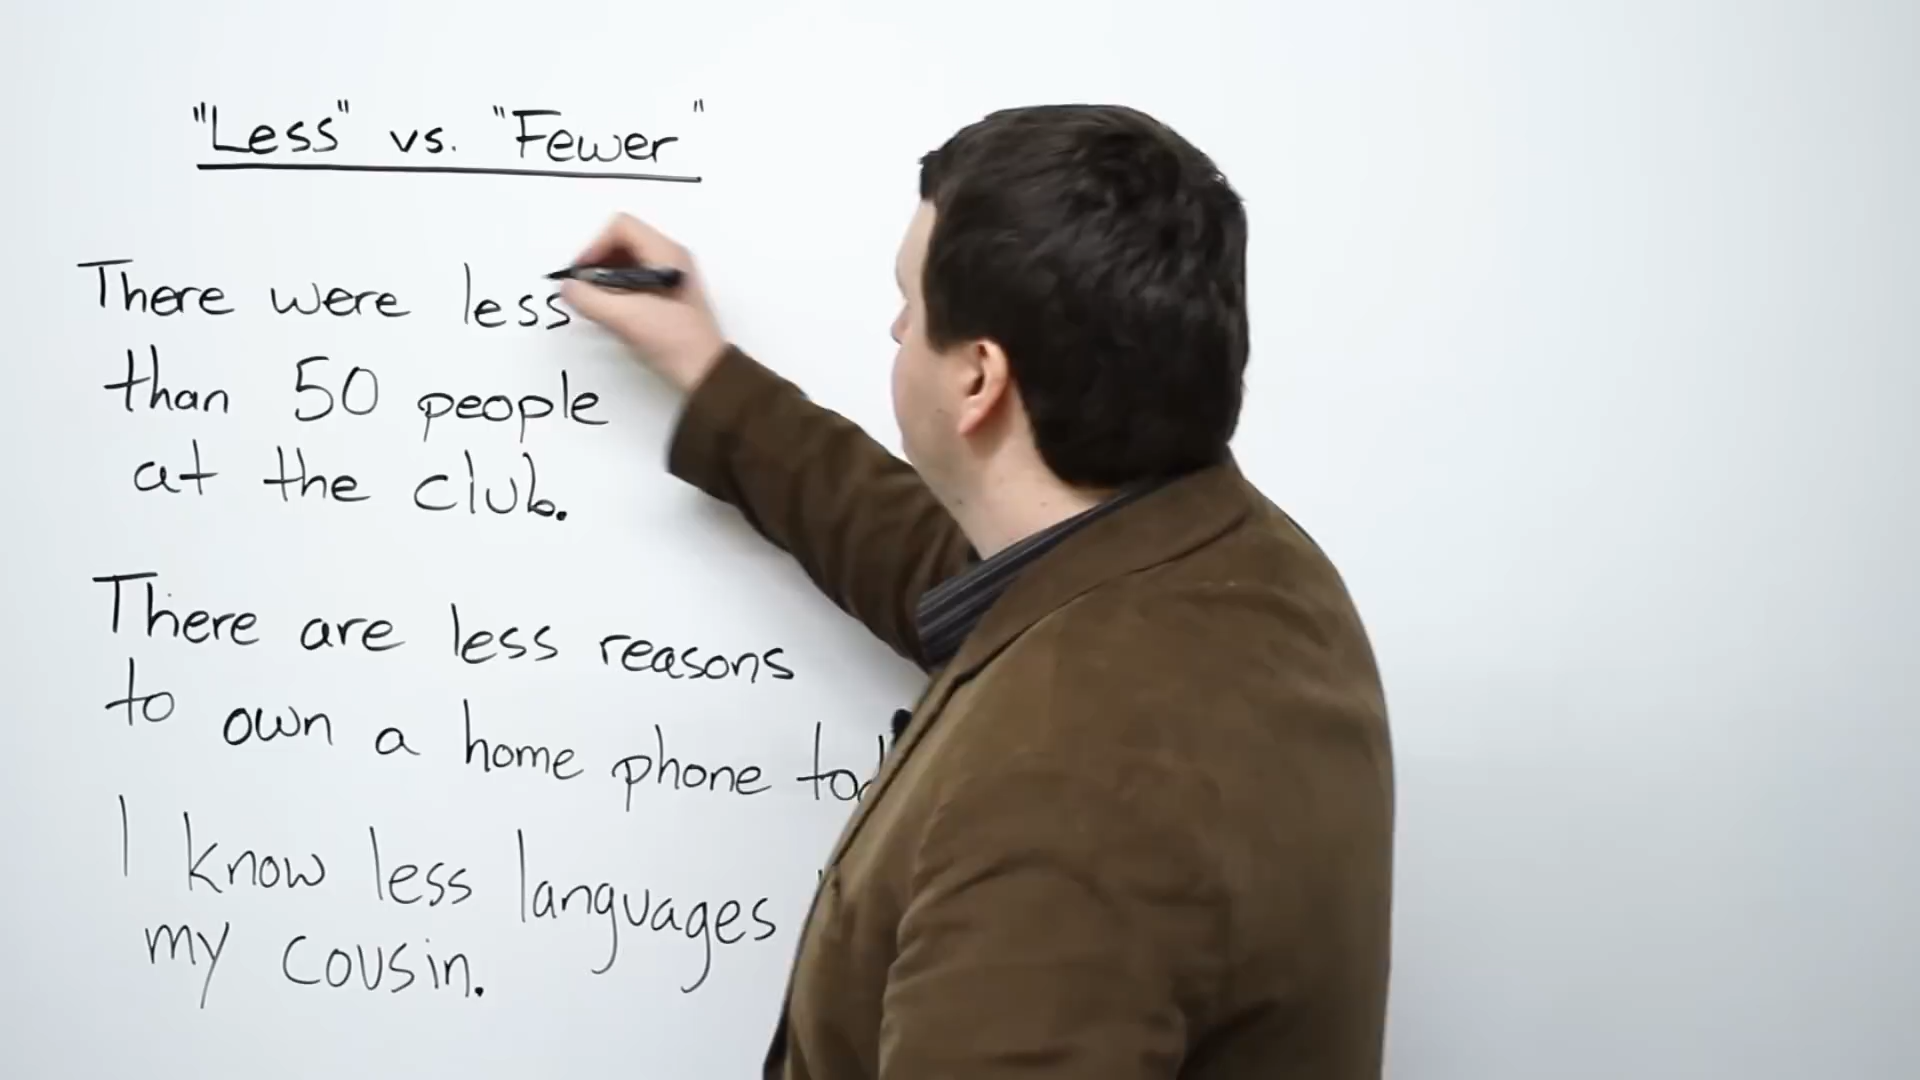 "Less" vs. "Fewer"
There were less
than 50 people
at the club.
There are less reasons
to own a home phone
I know less languages
my cousin.